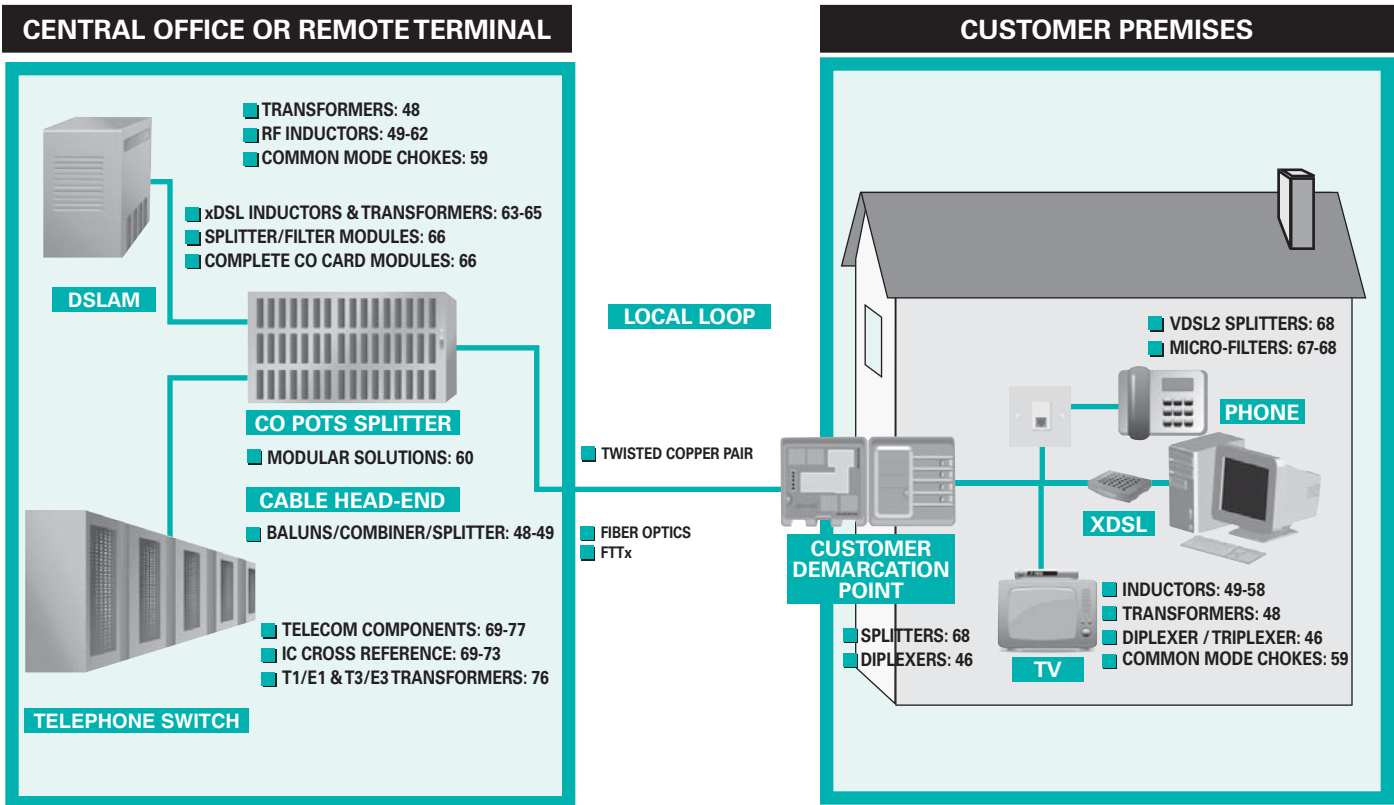 CENTRAL OFFICE OR REMOTE TERMINAL
TRANSFORMERS: 48
RF INDUCTORS: 49-62
COMMON MODE CHOKES: 59
xDSL INDUCTORS & TRANSFORMERS: 63-65
SPLITTER/FILTER MODULES: 66
COMPLETE CO CARD MODULES: 66
DSLAM
CO POTS SPLITTER
MODULAR SOLUTIONS: 60
CABLE HEAD-END
BALUNS/COMBINER/SPLITTER: 48-49
TELECOM COMPONENTS: 69-77
IC CROSS REFERENCE: 69-73
T1/E1 & T3/E3 TRANSFORMERS: 76
TELEPHONE SWITCH
LOCAL LOOP
TWISTED COPPER PAIR
FIBER OPTICS
FTTx
CUSTOMER PREMISES
VDSL2 SPLITTERS: 68
MICRO-FILTERS: 67-68
PHONE
XDSL
CUSTOMER
DEMARCATION
POINT
SPLITTERS: 68
DIPLEXERS: 46
TV
INDUCTORS: 49-58
TRANSFORMERS: 48
DIPLEXER / TRIPLEXER: 46
COMMON MODE CHOKES: 59